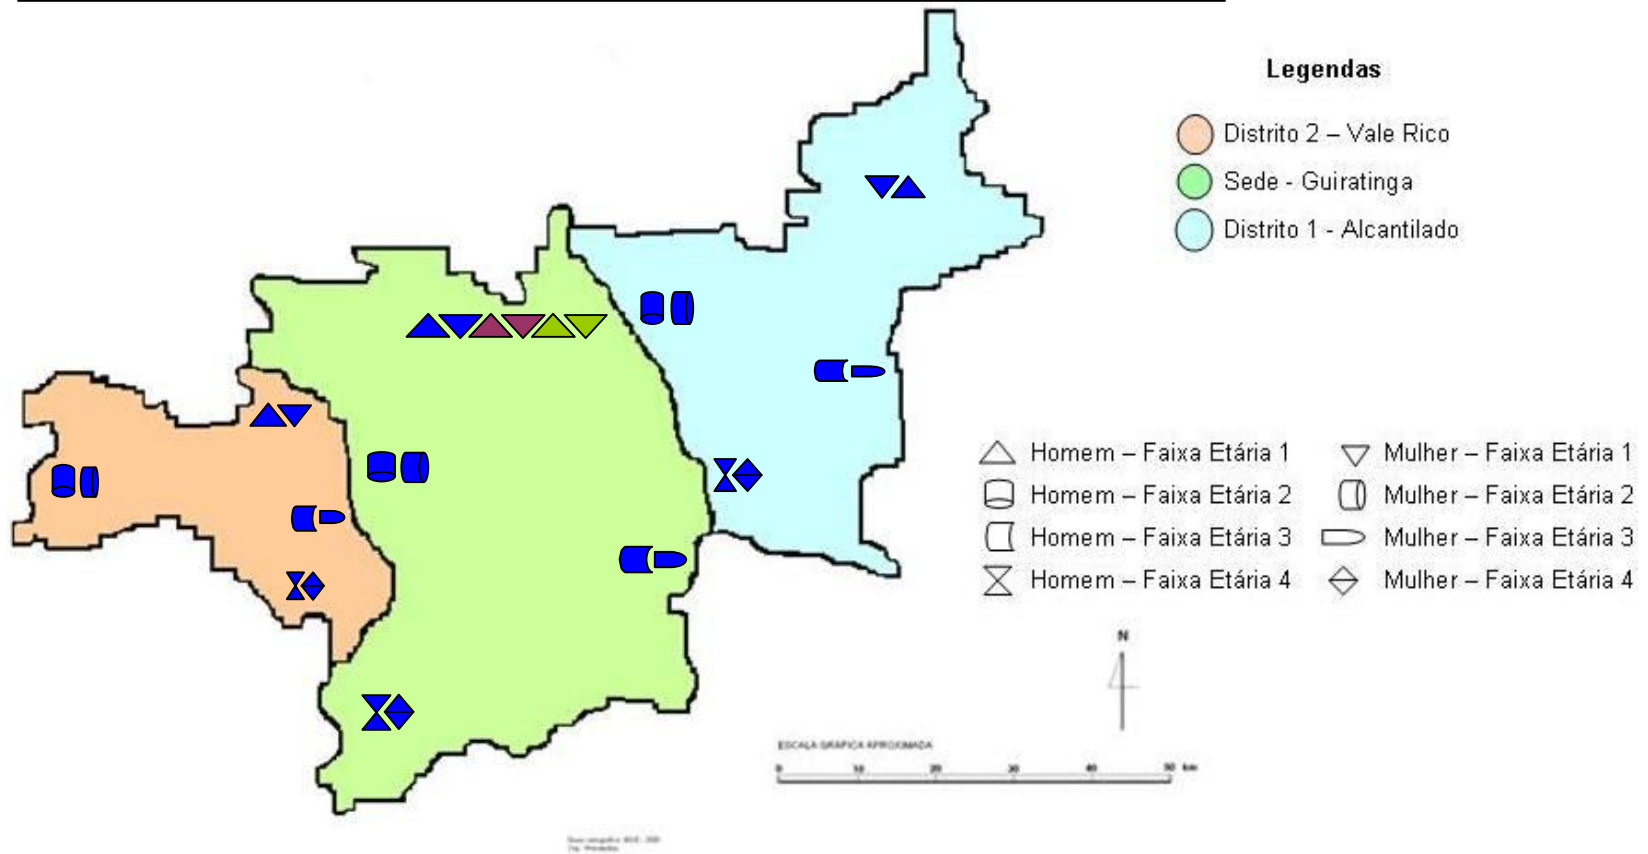 Legendas
Distrito 2 – Vale Rico
Sede - Guiratinga
Distrito 1 - Alcantilado
Homem – Faixa Etária 1
Mulher – Faixa Etária 1
Homem – Faixa Etária 2
Mulher – Faixa Etária 2
Homem – Faixa Etária 3
Mulher – Faixa Etária 3
Homem – Faixa Etária 4
Mulher – Faixa Etária 4
N
ESCALA GRÁFICA APROXIMADA
0 10 20 30 40 50 km